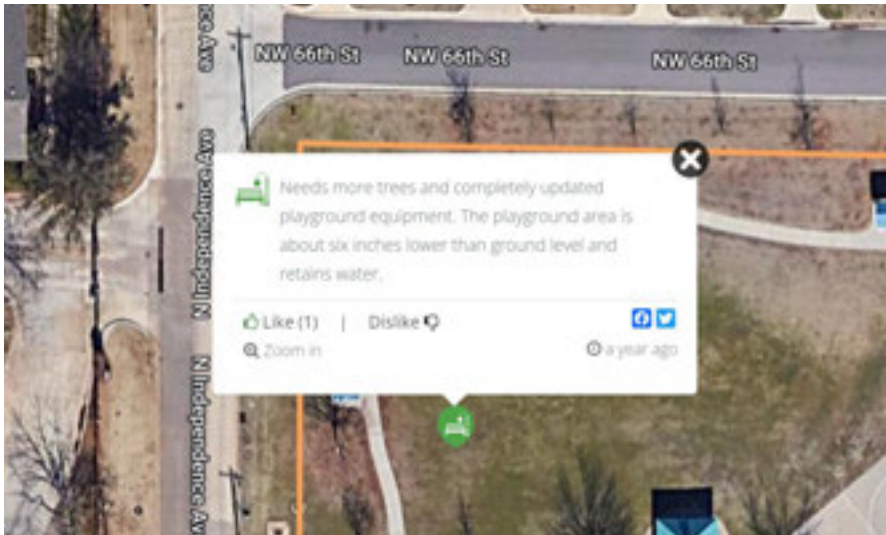 NW 66th St NW 66th St NW 66th St
N Independence Ave
N Independence Ave
Needs more trees and completely updated
playground equipment. The playground area is
about six inches lower than ground level and
retains water.
Like (1) | Dislike
Zoom in
a year ago
N Independence Av